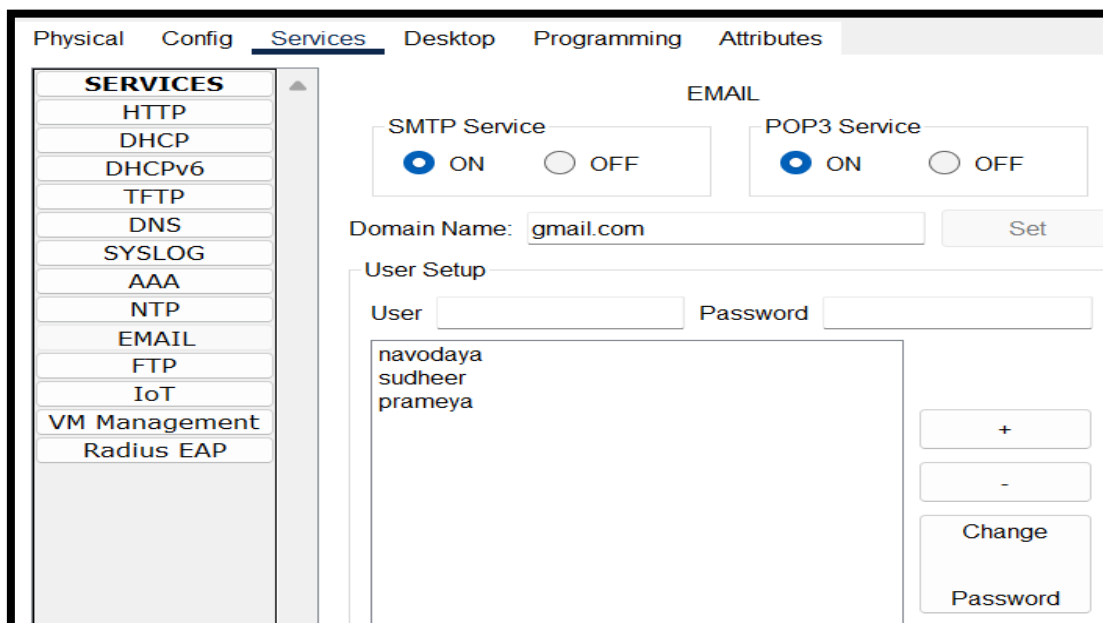 Physical Config Services Desktop Programming Attributes
SERVICES
HTTP
DHCP
DHCPv6
TFTP
DNS
SYSLOG
AAA
NTP
EMAIL
FTP
IoT
VM Management
Radius EAP
EMAIL
SMTP Service
ON OFF
POP3 Service
ON OFF
Domain Name: gmail.com Set
User Setup
User Password
navodaya
sudheer
prameya
+
-
Change
Password